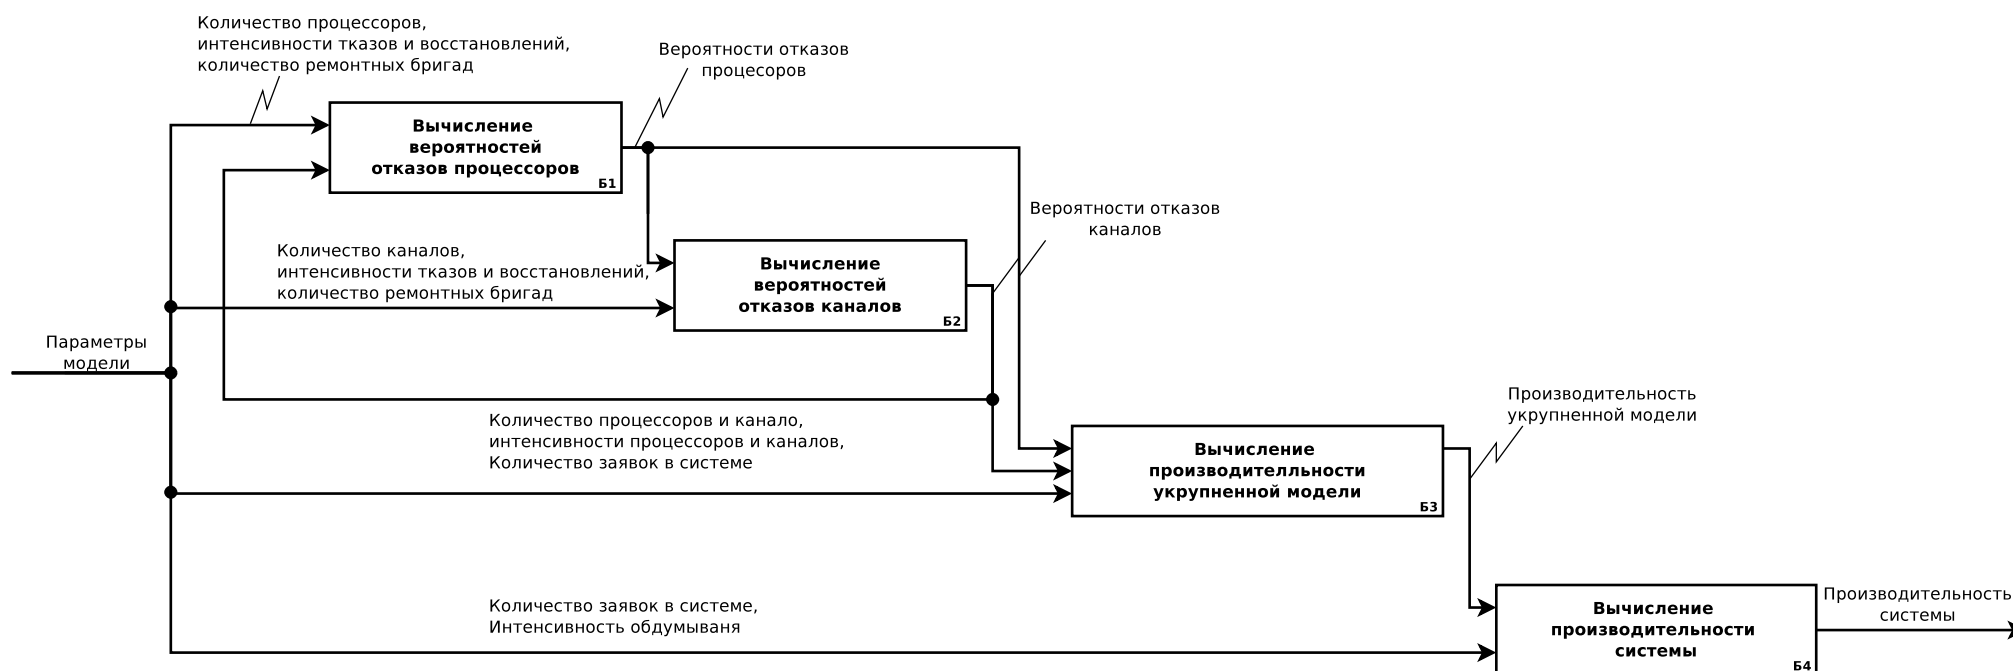 Количество процессоров,
интенсивности тказов и восстановлений,
количество ремонтных бригад
Вероятности отказов
процесоров
Вычисление
вероятностей
отказов процессоров
Б1
Вероятности отказов
каналов
Количество каналов,
интенсивности тказов и восстановлений,
количество ремонтных бригад
Вычисление
вероятностей
отказов каналов
Б2
Параметры
модели
Количество процессоров и канало,
интенсивности процессоров и каналов,
Количество заявок в системе
Производительность
укрупненной модели
Вычисление
производителльности
укрупненной модели
Б3
Количество заявок в системе,
Интенсивность обдумываня
Вычисление
производительности
системы
Б4
Производительность
системы